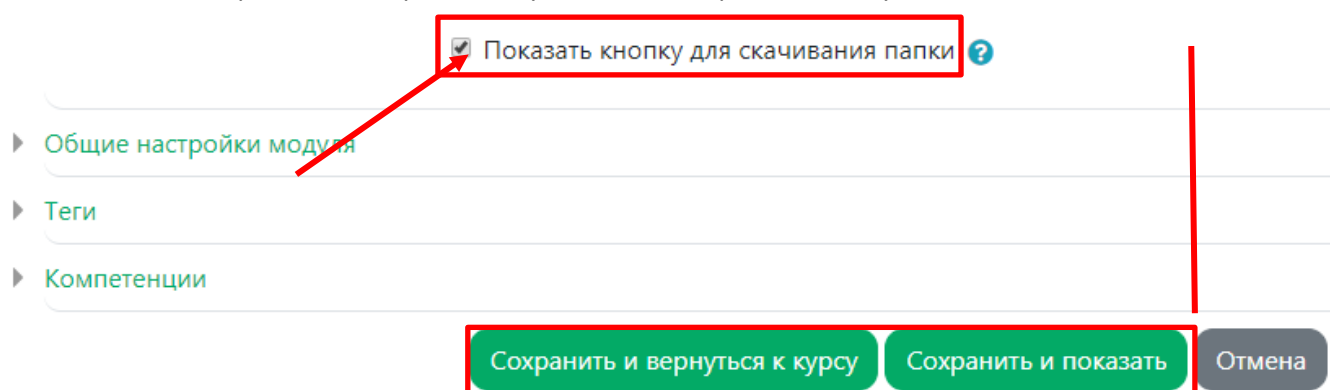 Показать кнопку для скачивания папки ?
Общие настройки модуля
Теги
Компетенции
Сохранить и вернуться к курсу Сохранить и показать Отмена